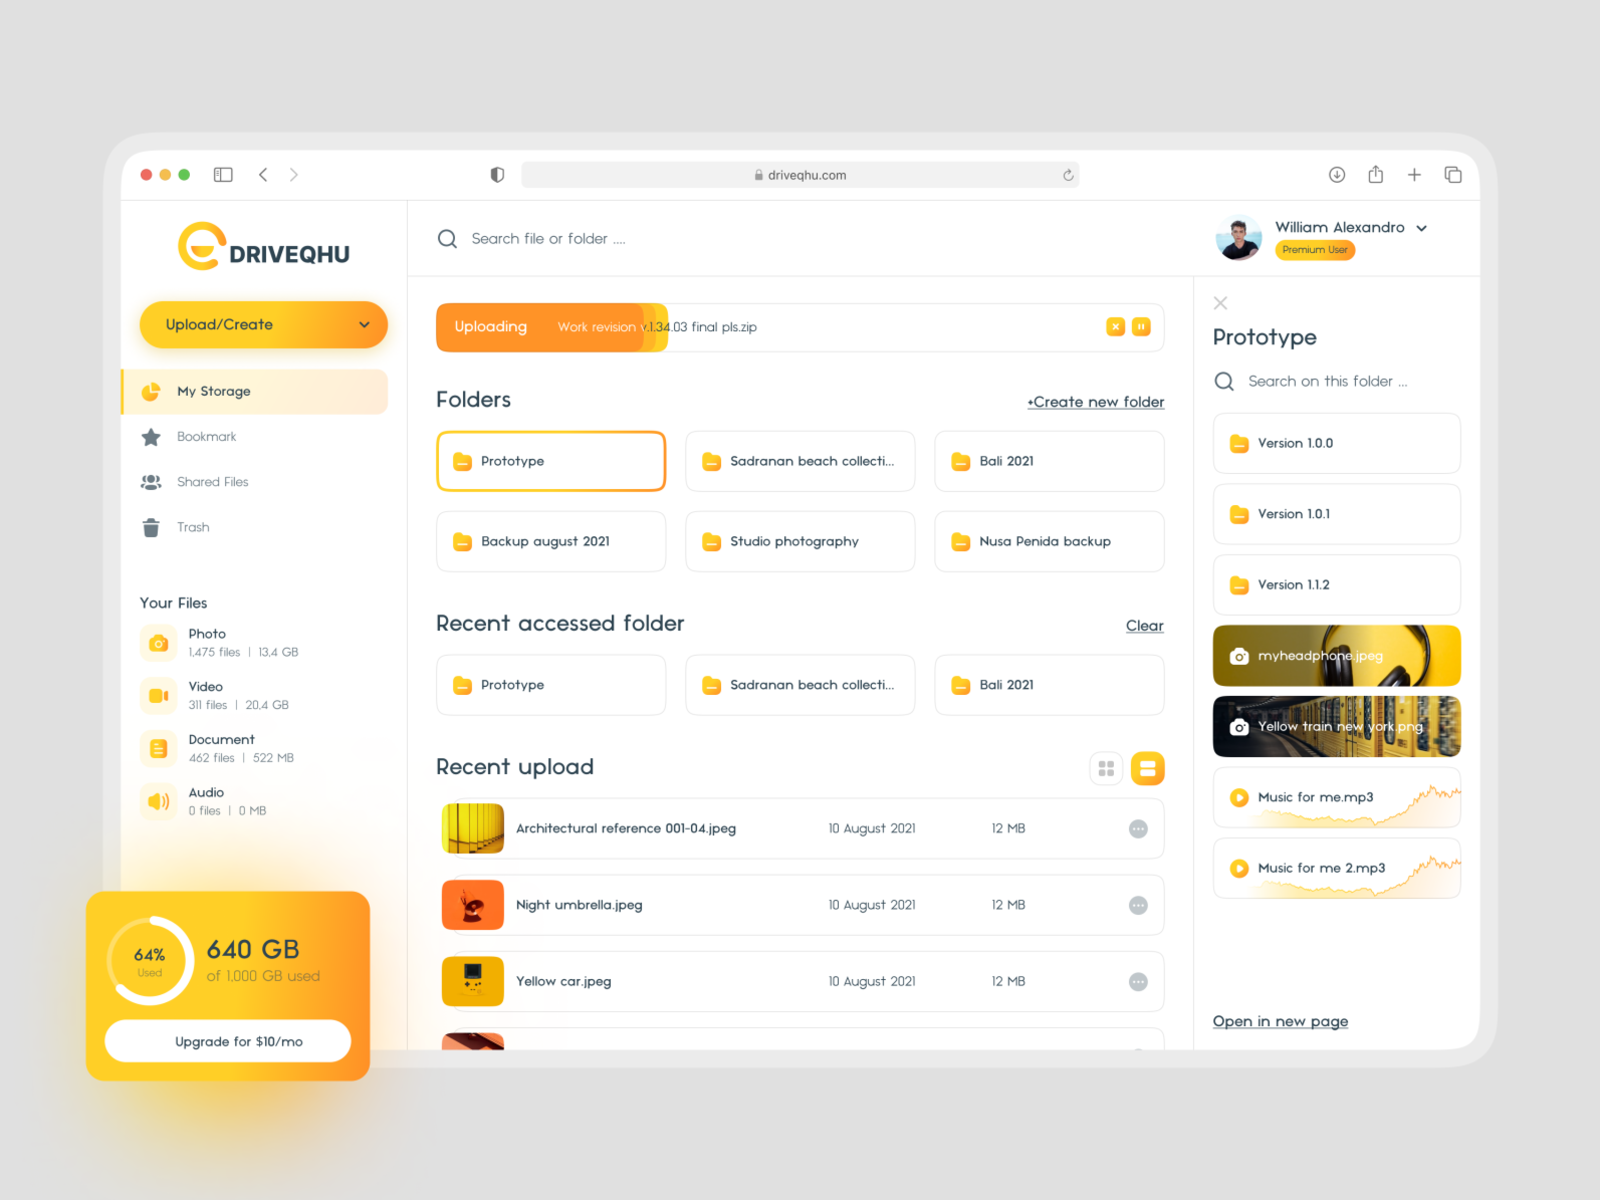 driveqhu.com
DRIVEQHU
Search file or folder ....
William Alexandro
Premium User
Upload/Create
My Storage
Bookmark
Shared Files
Trash
Your Files
Photo
1,475 files | 13,4 GB
Video
311 files | 20,4 GB
Document
462 files | 522 MB
Audio
0 files | 0 MB
64%
Used
640 GB
of 1.000 GB used
Upgrade for $10/mo
Uploading
Work revision v.1.34.03 final pls.zip
Folders
+Create new folder
Prototype
Sadranan beach collecti...
Bali 2021
Backup august 2021
Studio photography
Nusa Penida backup
Recent accessed folder
Clear
Prototype
Sadranan beach collecti...
Bali 2021
Recent upload
Architectural reference 001-04.jpeg
10 August 2021
12 MB
Night umbrella.jpeg
10 August 2021
12 MB
Yellow car.jpeg
10 August 2021
12 MB
Prototype
Search on this folder ...
Version 1.0.0
Version 1.0.1
Version 1.1.2
myheadphone.jpeg
Yellow train new york.png
Music for me.mp3
Music for me 2.mp3
Open in new page